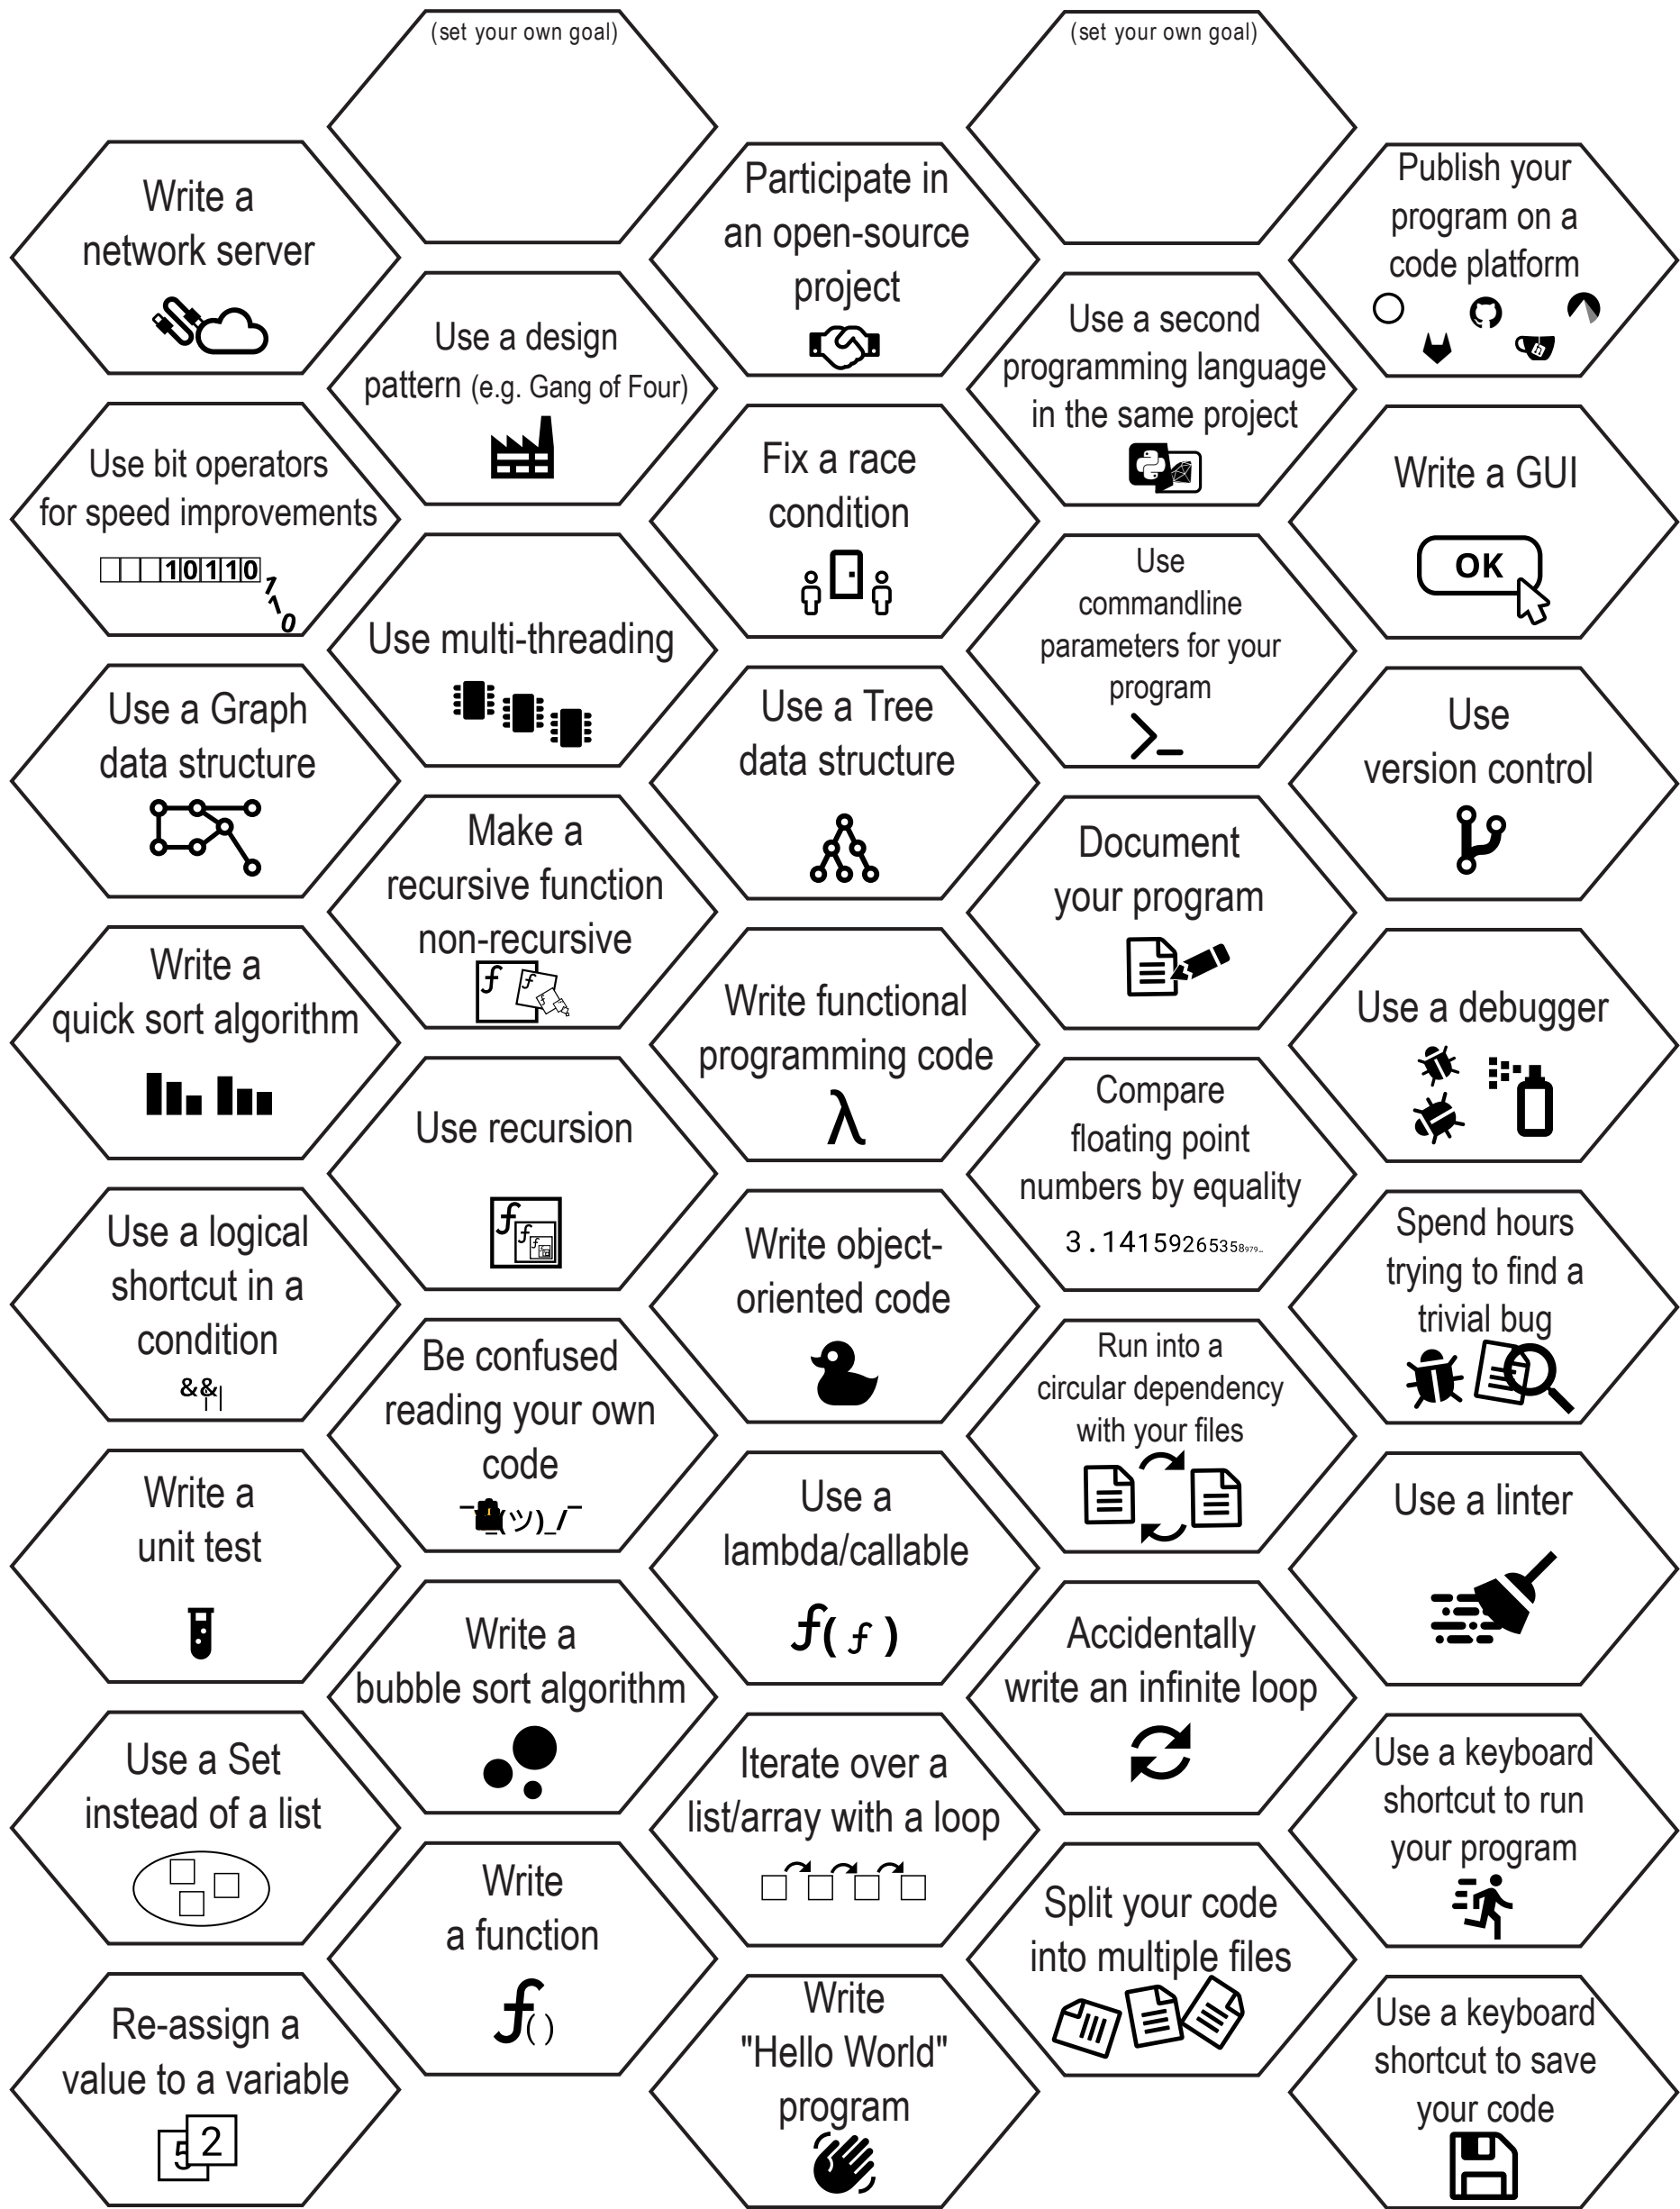 (set your own goal)
(set your own goal)
Write a
network server
Participate in
an open-source
project
Publish your
program on a
code platform
Use a design
pattern (e.g. Gang of Four)
Use a second
programming language
in the same project
Use bit operators
for speed improvements
10110
1
1
0
Fix a race
condition
Write a GUI
OK
Use multi-threading
Use
commandline
parameters for your
program
>_
Use a Graph
data structure
Use a Tree
data structure
Use
version control
Make a
recursive function
non-recursive
f f f
Document
your program
Write a
quick sort algorithm
Write functional
programming code
λ
Use a debugger
Use recursion
f f f
Compare
floating point
numbers by equality
3.14159265358979...
Use a logical
shortcut in a
condition
&&||
Write object-
oriented code
Spend hours
trying to find a
trivial bug
Be confused
reading your own
code
(ツ)_/¯
Run into a
circular dependency
with your files
Write a
unit test
Use a
lambda/callable
f( f )
Use a linter
Write a
bubble sort algorithm
Accidentally
write an infinite loop
Use a Set
instead of a list
Iterate over a
list/array with a loop
Use a keyboard
shortcut to run
your program
Write
a function
f()
Split your code
into multiple files
Re-assign a
value to a variable
5 2
Write
"Hello World"
program
Use a keyboard
shortcut to save
your code